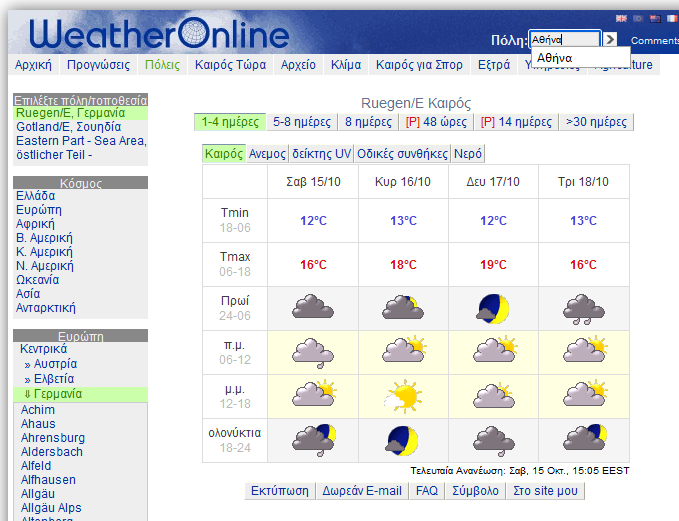 WeatherOnline
Πόλη: Αθήνα
Comments
Αθήνα
Αρχική Προγνώσεις Πόλεις Καιρός Τώρα Αρχείο Κλίμα Καιρός για Σπορ Εξτρά
Επιλέξτε πόλη/τοποθεσία
Ruegen/E, Γερμανία
Gotland/E, Σουηδία
Eastern Part - Sea Area,
östlicher Teil -
Κόσμος
Ελλάδα
Ευρώπη
Αφρική
Β. Αμερική
Κ. Αμερική
Ν. Αμερική
Ωκεανία
Ασία
Ανταρκτική
Ευρώπη
Κεντρικά
» Αυστρία
» Ελβετία
⇓ Γερμανία
Achim
Ahaus
Ahrensburg
Aldersbach
Alfeld
Alfhausen
Allgäu
Allgäu Alps
Altenberg
Ruegen/E Καιρός
1-4 ημέρες 5-8 ημέρες 8 ημέρες [P] 48 ώρες [P] 14 ημέρες >30 ημέρες
Καιρός Ανεμος δείκτης UV Οδικές συνθήκες Νερό
Σαβ 15/10 Κυρ 16/10 Δευ 17/10 Τρι 18/10
Tmin
18-06
12°C 13°C 12°C 13°C
Tmax
06-18
16°C 18°C 19°C 16°C
Πρωί
24-06
π.μ.
06-12
μ.μ.
12-18
ολονύκτια
18-24
Τελευταία Ανανέωση: Σαβ, 15 Οκτ., 15:05 EEST
Εκτύπωση Δωρεάν E-mail FAQ Σύμβολο Στο site μου